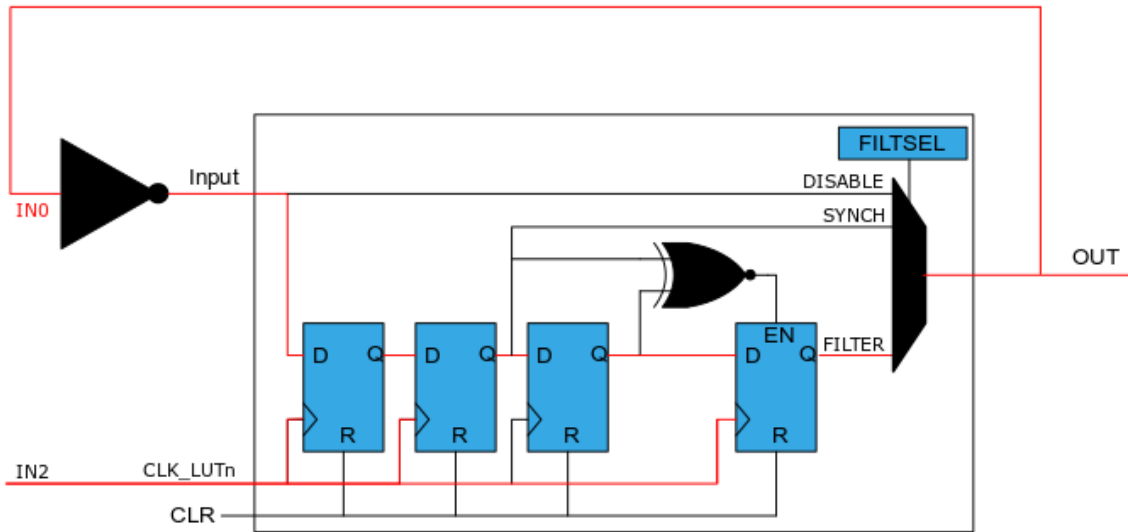 FILTSEL
Input
DISABLE
IN0
SYNCH
OUT
EN
D Q D Q D Q D Q FILTER
R R R R
IN2 CLK_LUTn
CLR